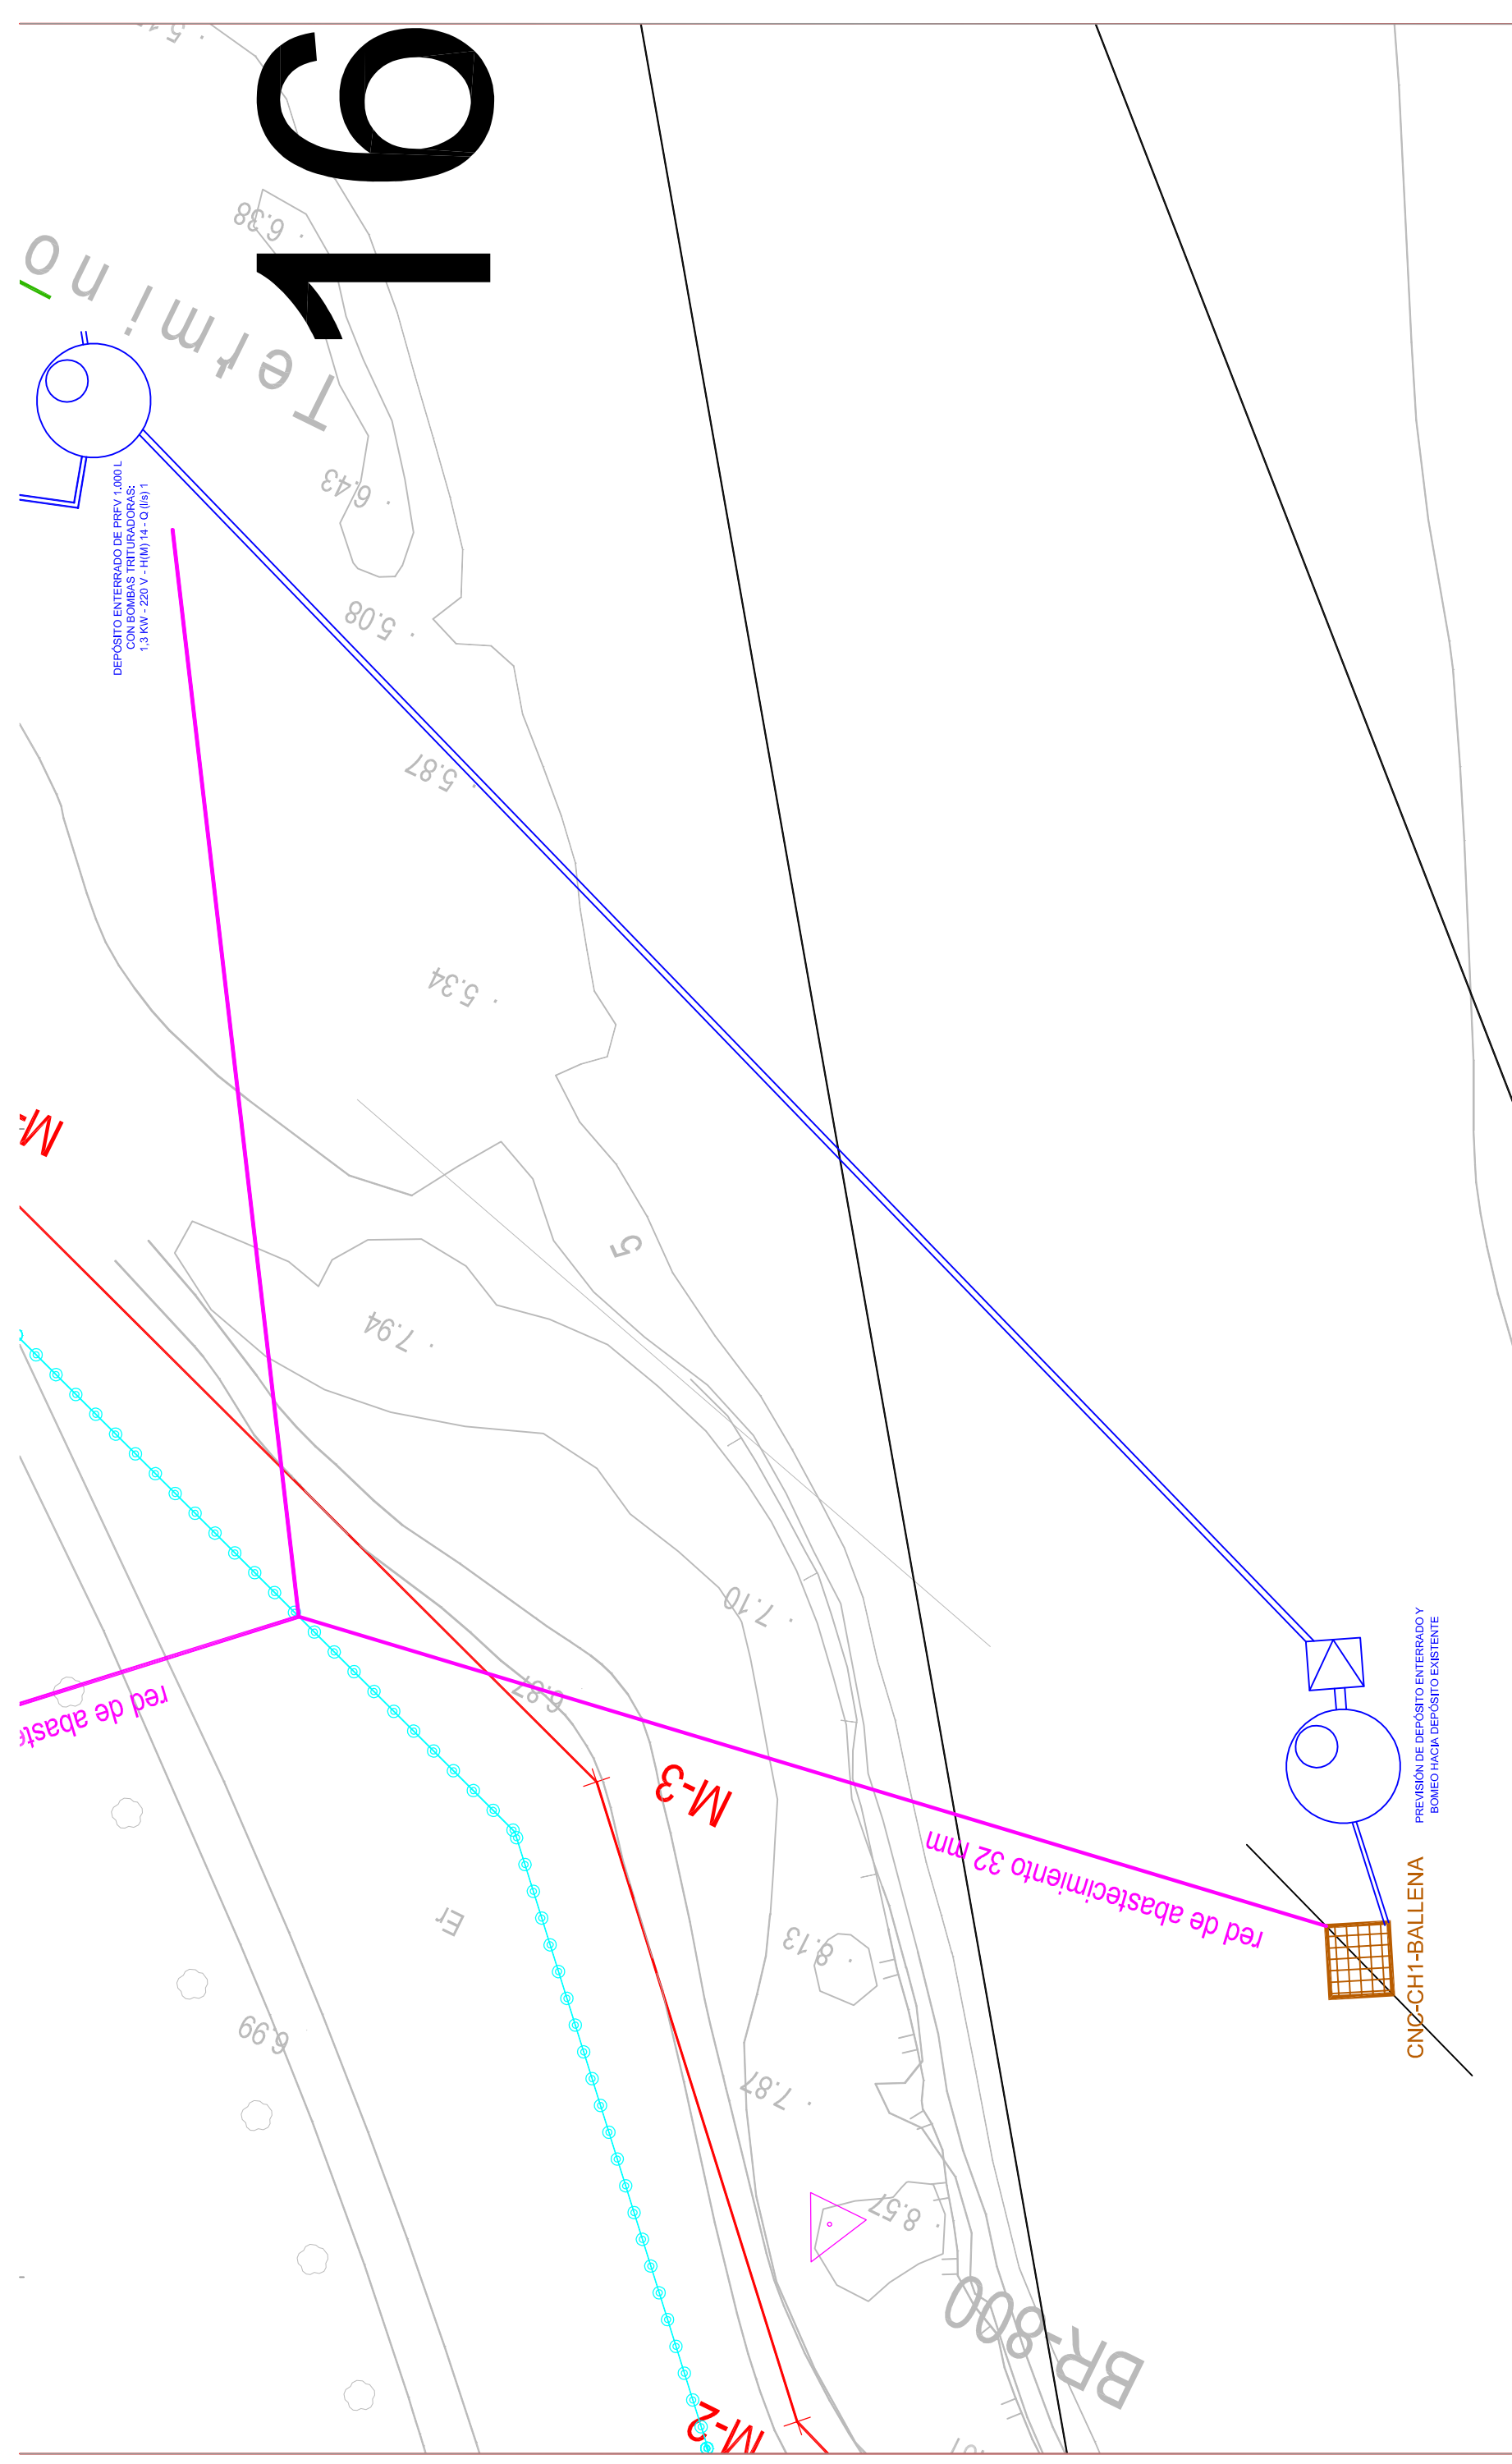 16
. 6.38
Termino
. 6.43
DEPÓSITO ENTERRADO DE PRFV 1.000 L
CON BOMBAS TRITURADORAS:
1,3 KW - 220 V - H(M) 14 - Q (l/s) 1
. 5.08
. 5.87
. 5.34
5
. 7.94
. 7.10
6.87
red de
M-3
red de abastecimiento 32 mm
PREVISIÓN DE DEPÓSITO ENTERRADO Y
BOMEO HACIA DEPÓSITO EXISTENTE
CNC-CH1-BALLENA
Er
. 8.13
6.99
. 7.87
. 8.57
BR-800
M-2